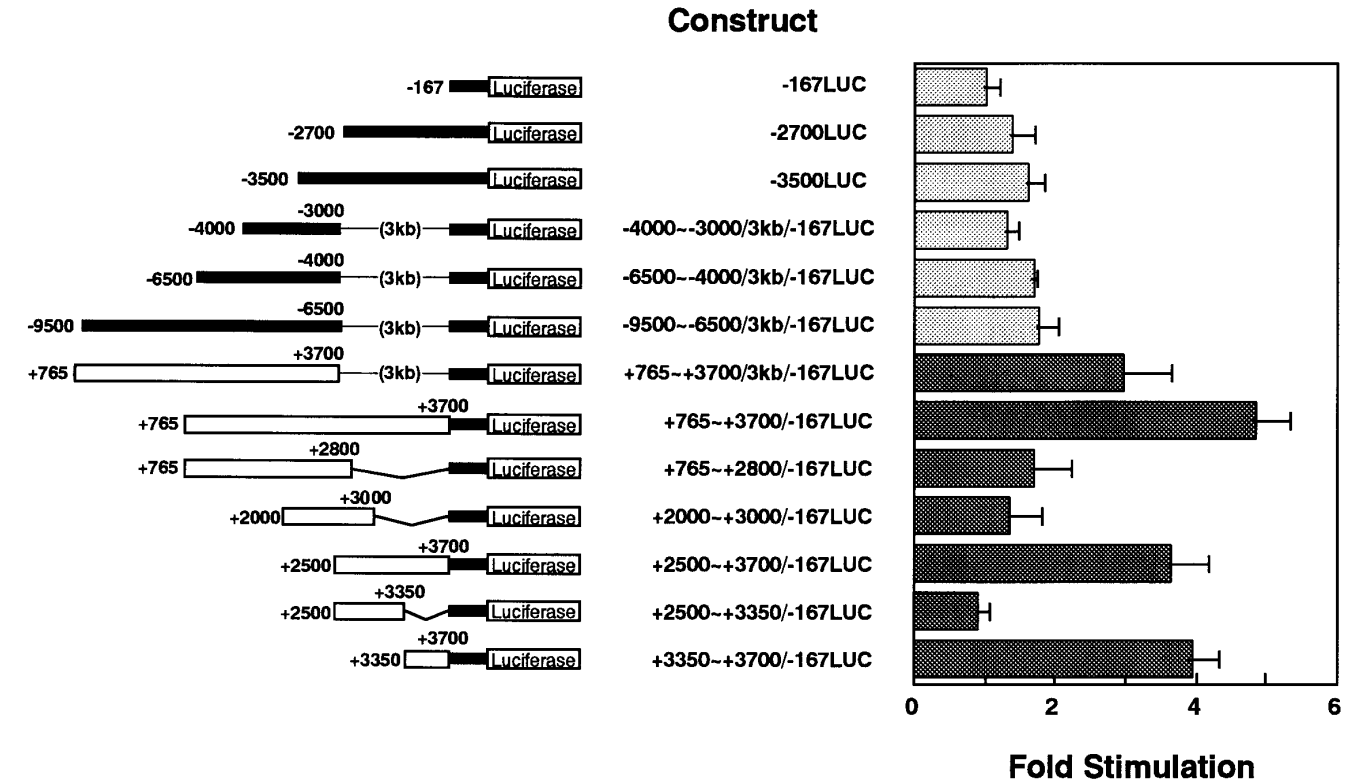 Construct
-167 Luciferase -167LUC
-2700 Luciferase -2700LUC
-3500 Luciferase -3500LUC
-3000
-4000 (3kb) Luciferase -4000~-3000/3kb/-167LUC
-4000
-6500 (3kb) Luciferase -6500~-4000/3kb/-167LUC
-6500
-9500 (3kb) Luciferase -9500~-6500/3kb/-167LUC
+3700
+765 (3kb) Luciferase +765~+3700/3kb/-167LUC
+3700
+765 Luciferase +765~+3700/-167LUC
+2800
+765 Luciferase +765~+2800/-167LUC
+3000
+2000 Luciferase +2000~+3000/-167LUC
+3700
+2500 Luciferase +2500~+3700/-167LUC
+3350
+2500 Luciferase +2500~+3350/-167LUC
+3700
+3350 Luciferase +3350~+3700/-167LUC
0 2 4 6
Fold Stimulation